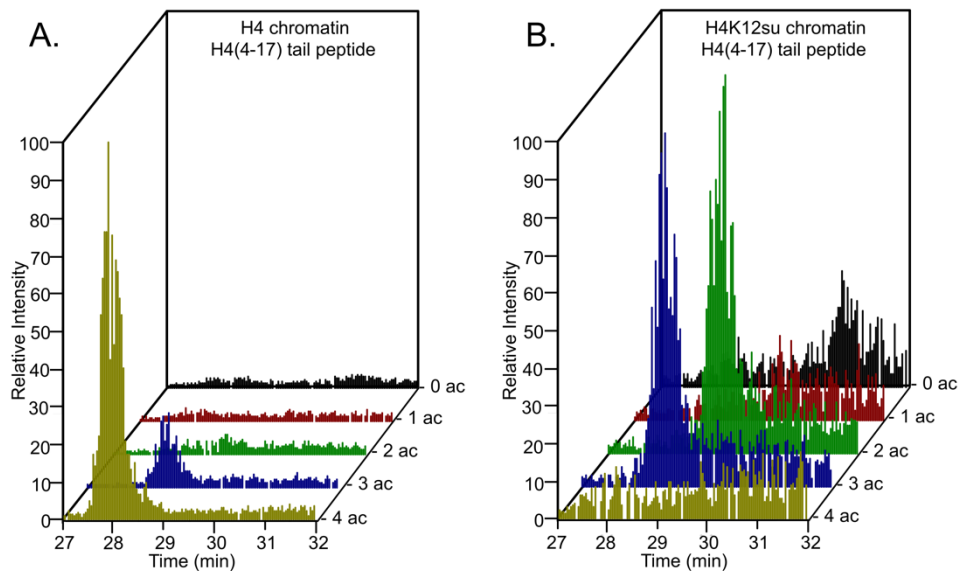 A.
H4 chromatin
H4(4-17) tail peptide
Relative Intensity
100
90
80
70
60
50
40
30
20
10
0
27
28
29
30
31
32
Time (min)
0 ac
1 ac
2 ac
3 ac
4 ac
B.
H4K12su chromatin
H4(4-17) tail peptide
Relative Intensity
100
90
80
70
60
50
40
30
20
10
0
27
28
29
30
31
32
Time (min)
0 ac
1 ac
2 ac
3 ac
4 ac